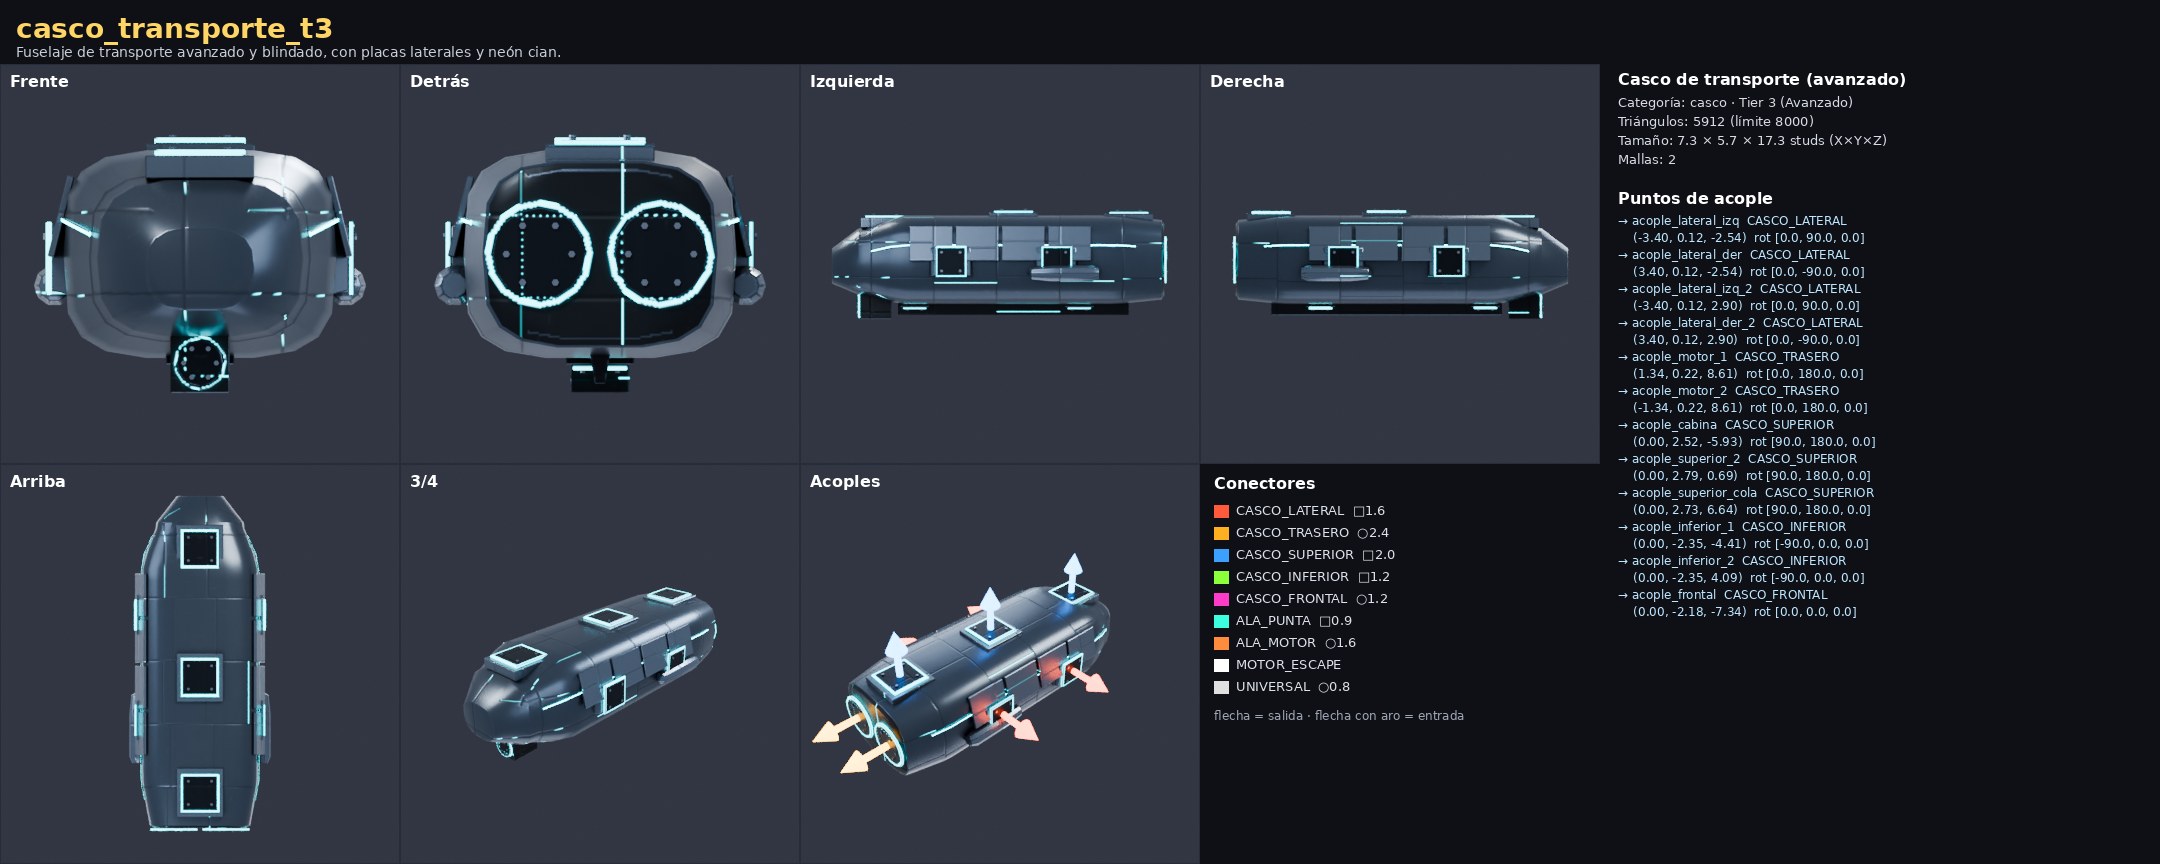 casco_transporte_t3
Fuselaje de transporte avanzado y blindado, con placas laterales y neón cian.
Frente
Detrás
Izquierda
Derecha
Arriba
3/4
Acoples
Conectores
CASCO_LATERAL □1.6
CASCO_TRASERO ○2.4
CASCO_SUPERIOR □2.0
CASCO_INFERIOR □1.2
CASCO_FRONTAL ○1.2
ALA_PUNTA □0.9
ALA_MOTOR ○1.6
MOTOR_ESCAPE
UNIVERSAL ○0.8
flecha = salida · flecha con aro = entrada
Casco de transporte (avanzado)
Categoría: casco · Tier 3 (Avanzado)
Triángulos: 5912 (límite 8000)
Tamaño: 7.3 × 5.7 × 17.3 studs (X×Y×Z)
Mallas: 2
Puntos de acople
→ acople_lateral_izq CASCO_LATERAL
(-3.40, 0.12, -2.54) rot [0.0, 90.0, 0.0]
→ acople_lateral_der CASCO_LATERAL
(3.40, 0.12, -2.54) rot [0.0, -90.0, 0.0]
→ acople_lateral_izq_2 CASCO_LATERAL
(-3.40, 0.12, 2.90) rot [0.0, 90.0, 0.0]
→ acople_lateral_der_2 CASCO_LATERAL
(3.40, 0.12, 2.90) rot [0.0, -90.0, 0.0]
→ acople_motor_1 CASCO_TRASERO
(1.34, 0.22, 8.61) rot [0.0, 180.0, 0.0]
→ acople_motor_2 CASCO_TRASERO
(-1.34, 0.22, 8.61) rot [0.0, 180.0, 0.0]
→ acople_cabina CASCO_SUPERIOR
(0.00, 2.52, -5.93) rot [90.0, 180.0, 0.0]
→ acople_superior_2 CASCO_SUPERIOR
(0.00, 2.79, 0.69) rot [90.0, 180.0, 0.0]
→ acople_superior_cola CASCO_SUPERIOR
(0.00, 2.73, 6.64) rot [90.0, 180.0, 0.0]
→ acople_inferior_1 CASCO_INFERIOR
(0.00, -2.35, -4.41) rot [-90.0, 0.0, 0.0]
→ acople_inferior_2 CASCO_INFERIOR
(0.00, -2.35, 4.09) rot [-90.0, 0.0, 0.0]
→ acople_frontal CASCO_FRONTAL
(0.00, -2.18, -7.34) rot [0.0, 0.0, 0.0]